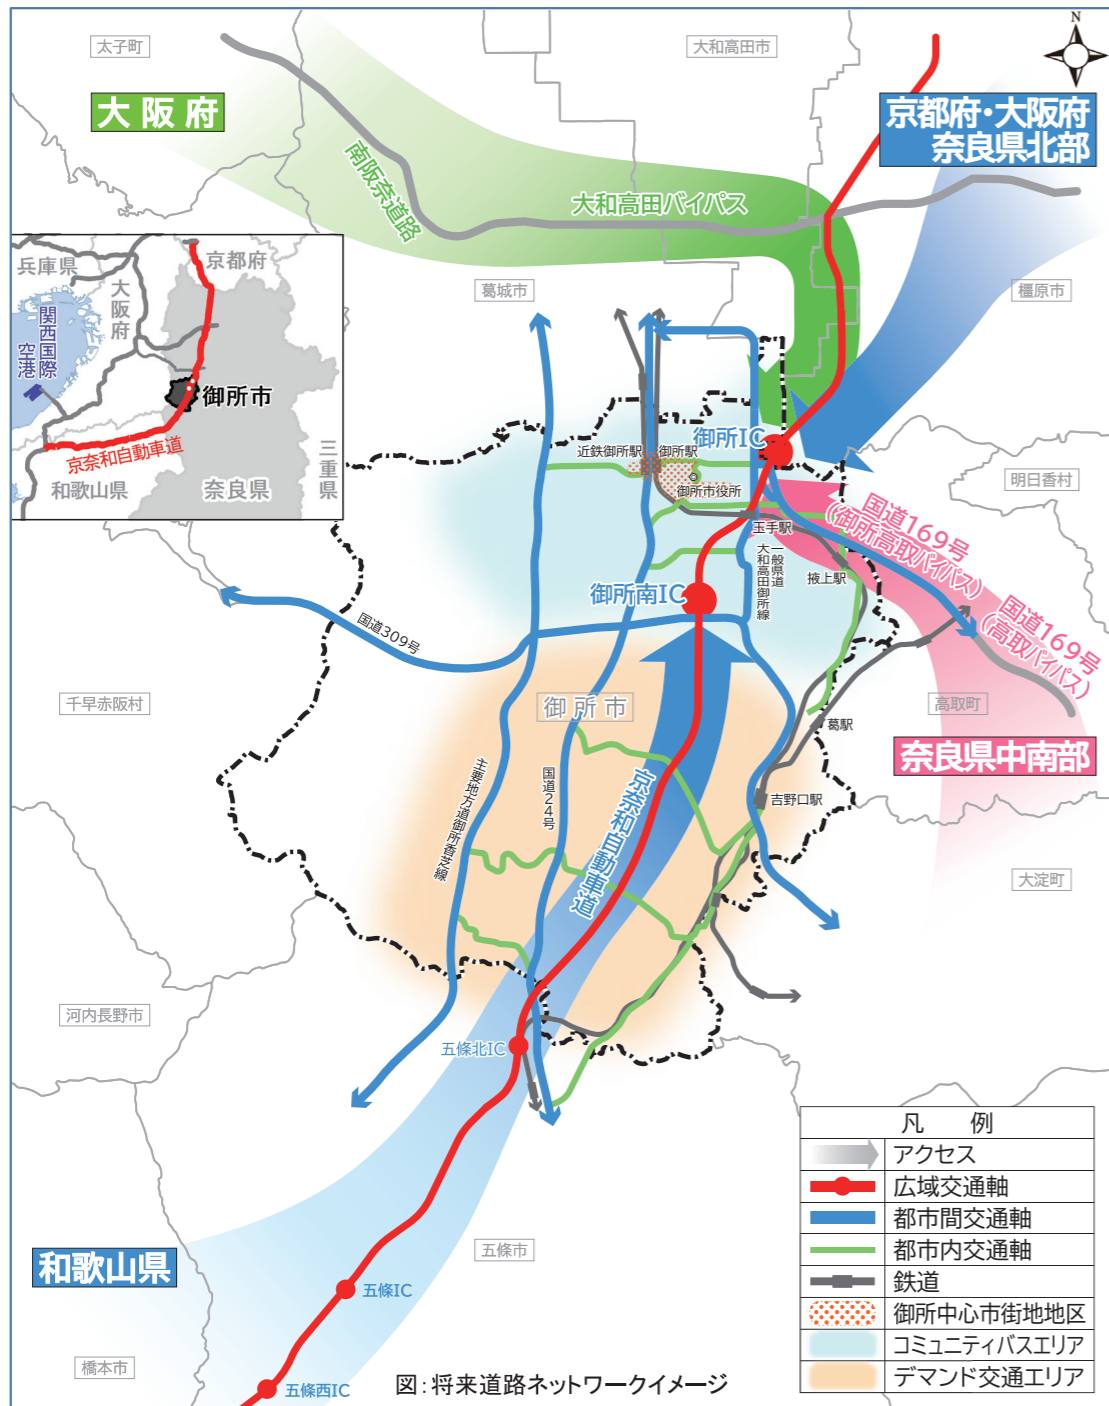 N
太子町
大和高田市
大阪府
京都府・大阪府
奈良県北部
南阪奈道路
大和高田バイパス
兵庫県
京都府
大阪府
関西国際
空港
御所市
京奈和自動車道
和歌山県
奈良県
三重県
葛城市
橿原市
御所IC
近鉄御所駅
御所駅
御所市役所
明日香村
玉手駅
国道169号
(御所高取バイパス)
一般県道
大和高田御所線
掖上駅
御所南IC
国道169号
(高取バイパス)
国道309号
千早赤阪村
御所市
高取町
葛駅
奈良県中南部
京奈和自動車道
主要地方道御所香芝線
国道24号
吉野口駅
大淀町
河内長野市
五條北IC
和歌山県
五條市
五條IC
橋本市
五條西IC
図:将来道路ネットワークイメージ
凡 例
アクセス
広域交通軸
都市間交通軸
都市内交通軸
鉄道
御所中心市街地地区
コミュニティバスエリア
デマンド交通エリア